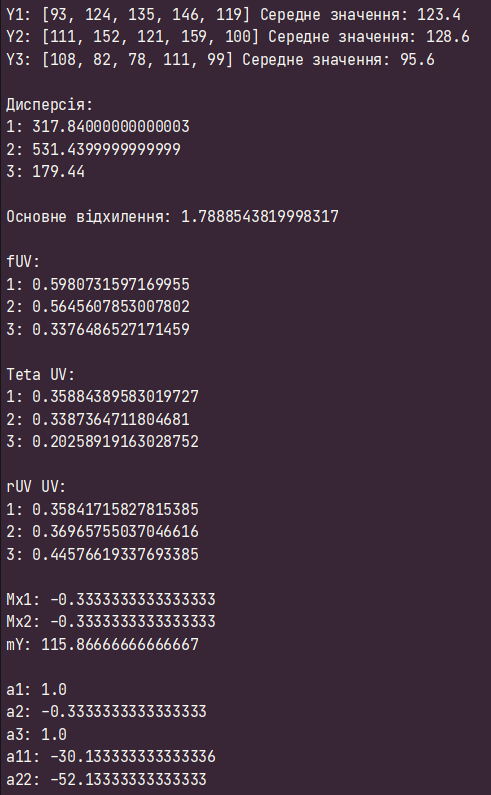 Y1: [93, 124, 135, 146, 119] Середнє значення: 123.4
Y2: [111, 152, 121, 159, 100] Середнє значення: 128.6
Y3: [108, 82, 78, 111, 99] Середнє значення: 95.6
Дисперсія:
1: 317.84000000000003
2: 531.4399999999999
3: 179.44
Основне відхилення: 1.7888543819998317
fUV:
1: 0.5980731597169955
2: 0.5645607853007802
3: 0.3376486527171459
Teta UV:
1: 0.35884389583019727
2: 0.3387364711804681
3: 0.20258919163028752
rUV UV:
1: 0.35841715827815385
2: 0.36965755037046616
3: 0.44576619337693385
Mx1: -0.3333333333333333
Mx2: -0.3333333333333333
mY: 115.86666666666667
a1: 1.0
a2: -0.3333333333333333
a3: 1.0
a11: -30.133333333333336
a22: -52.13333333333333